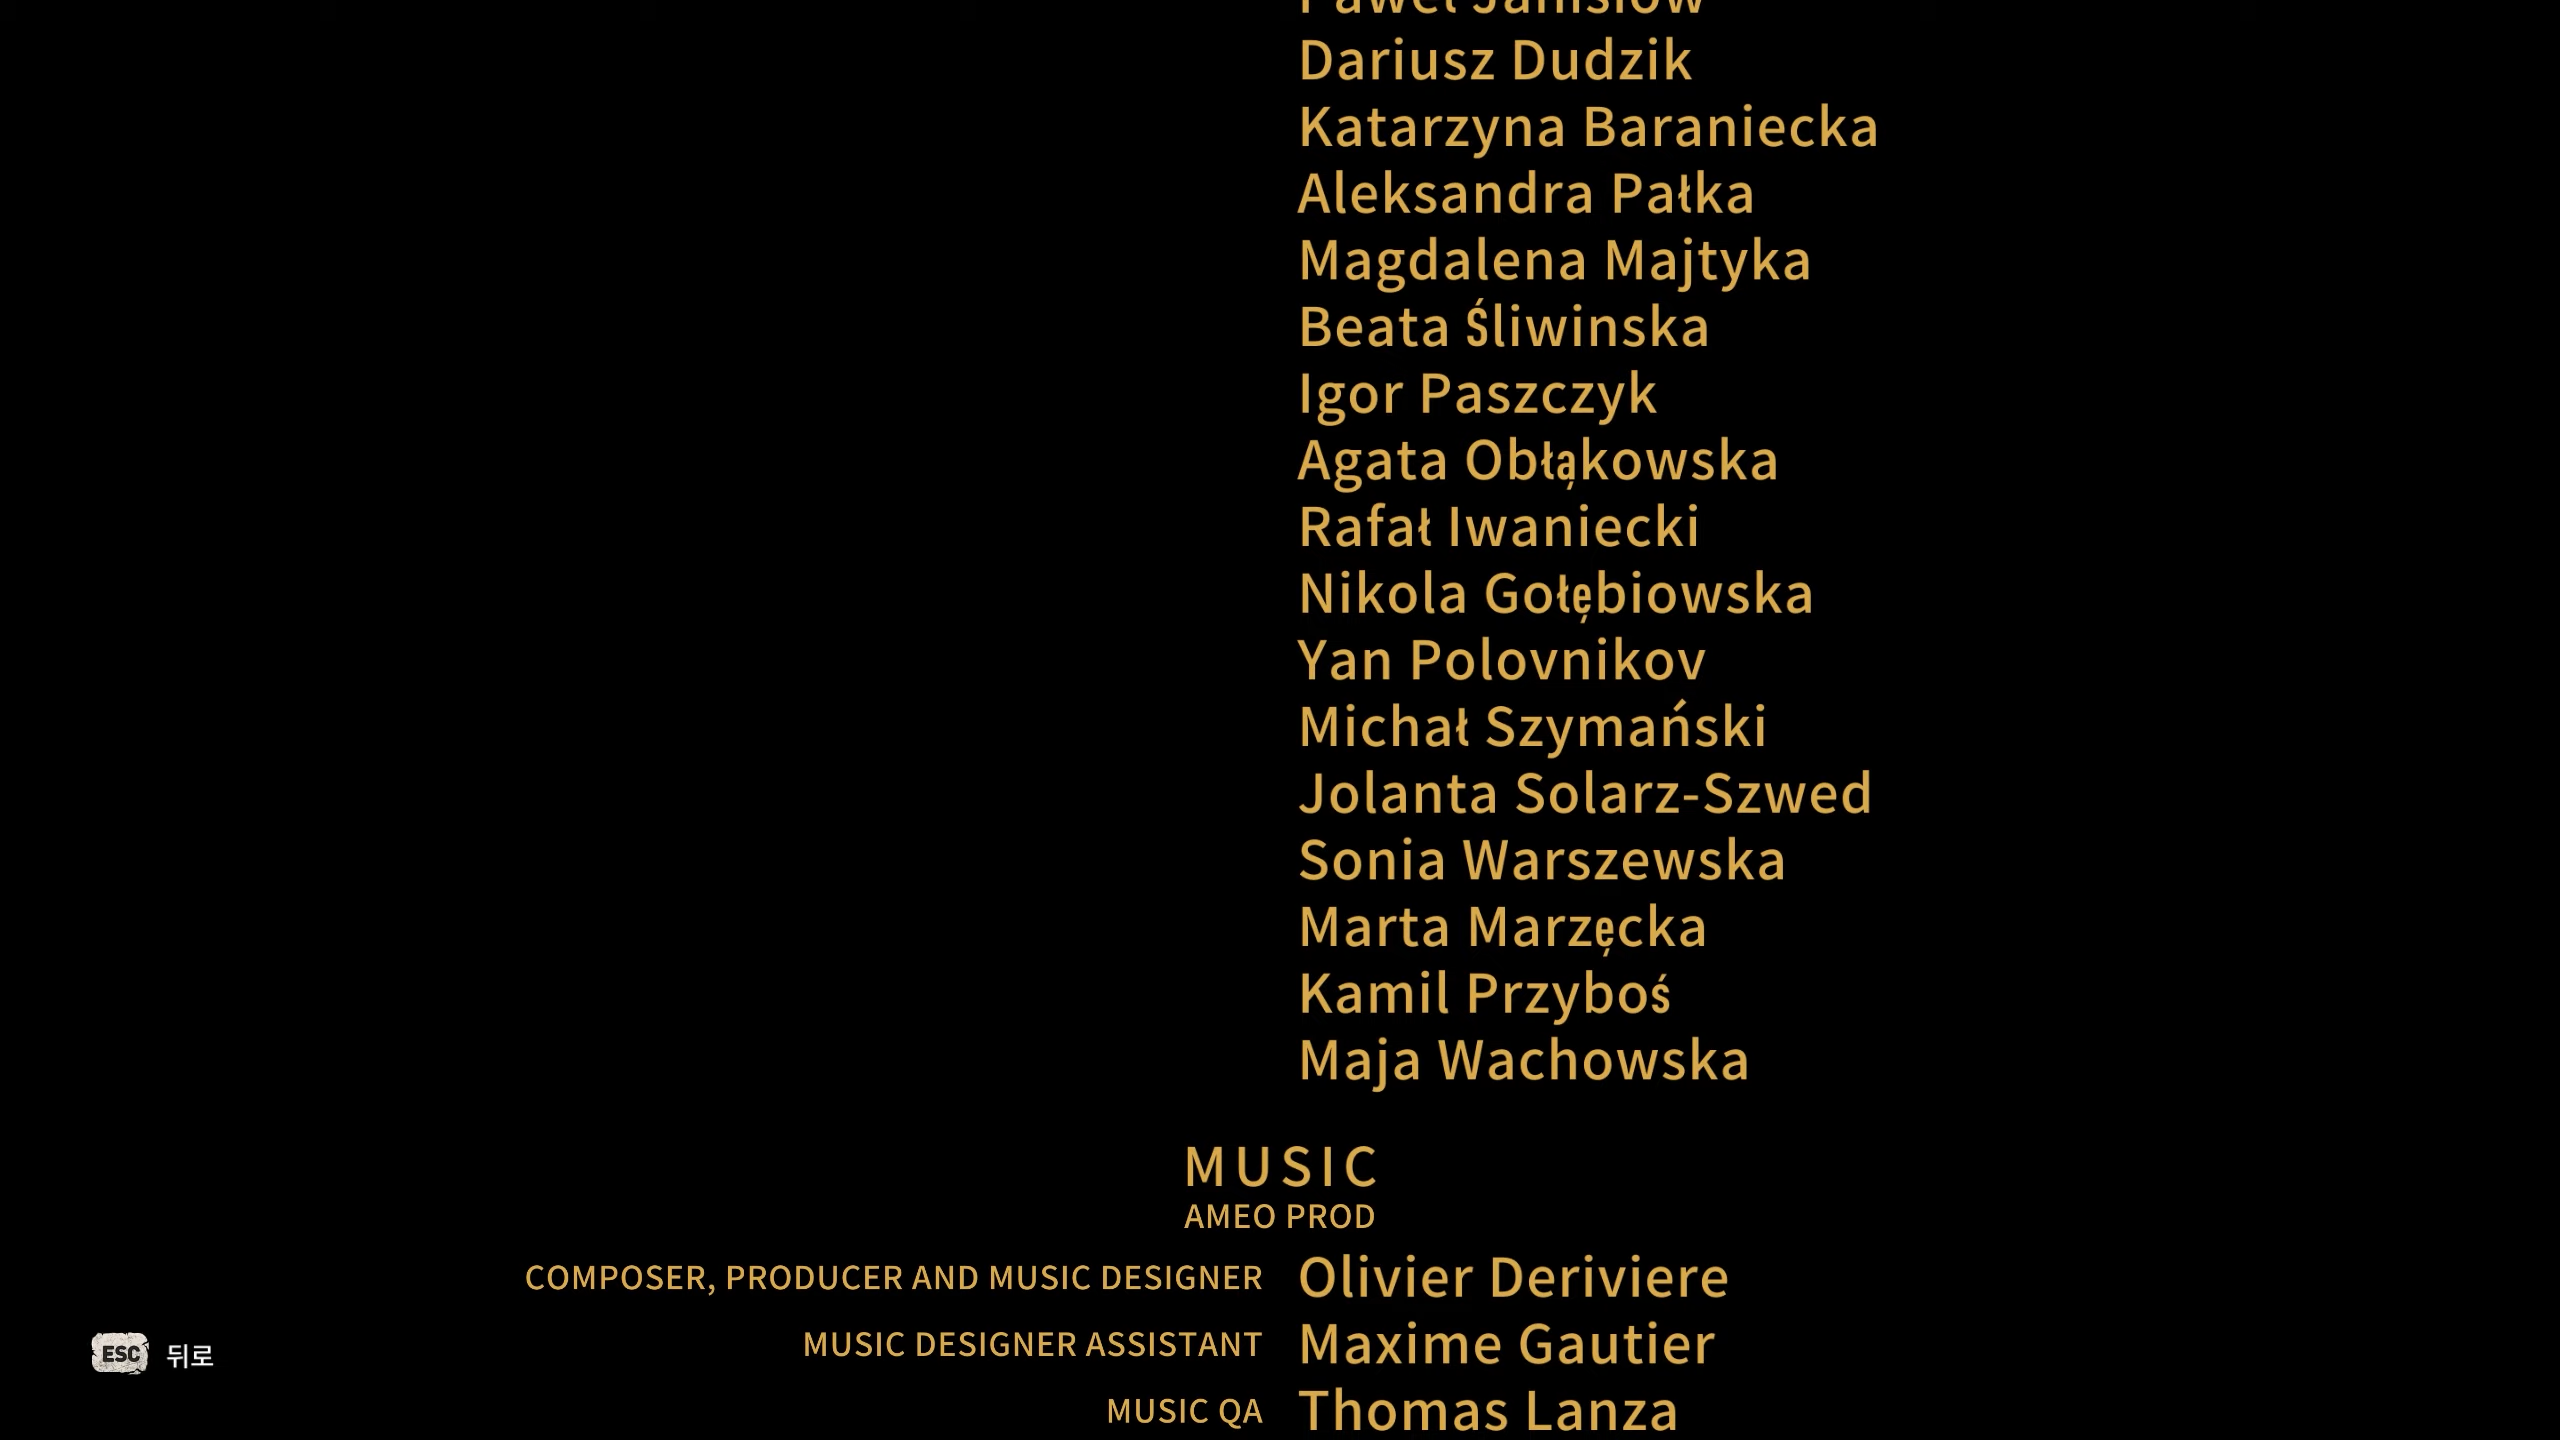 Dariusz Dudzik
Katarzyna Baraniecka
Aleksandra Pałka
Magdalena Majtyka
Beata Śliwinska
Igor Paszczyk
Agata Obłąkowska
Rafał Iwaniecki
Nikola Gołębiowska
Yan Polovnikov
Michał Szymański
Jolanta Solarz-Szwed
Sonia Warszewska
Marta Marzęcka
Kamil Przyboś
Maja Wachowska
MUSIC
AMEO PROD
COMPOSER, PRODUCER AND MUSIC DESIGNER Olivier Deriviere
MUSIC DESIGNER ASSISTANT Maxime Gautier
MUSIC QA Thomas Lanza
ESC 뒤로